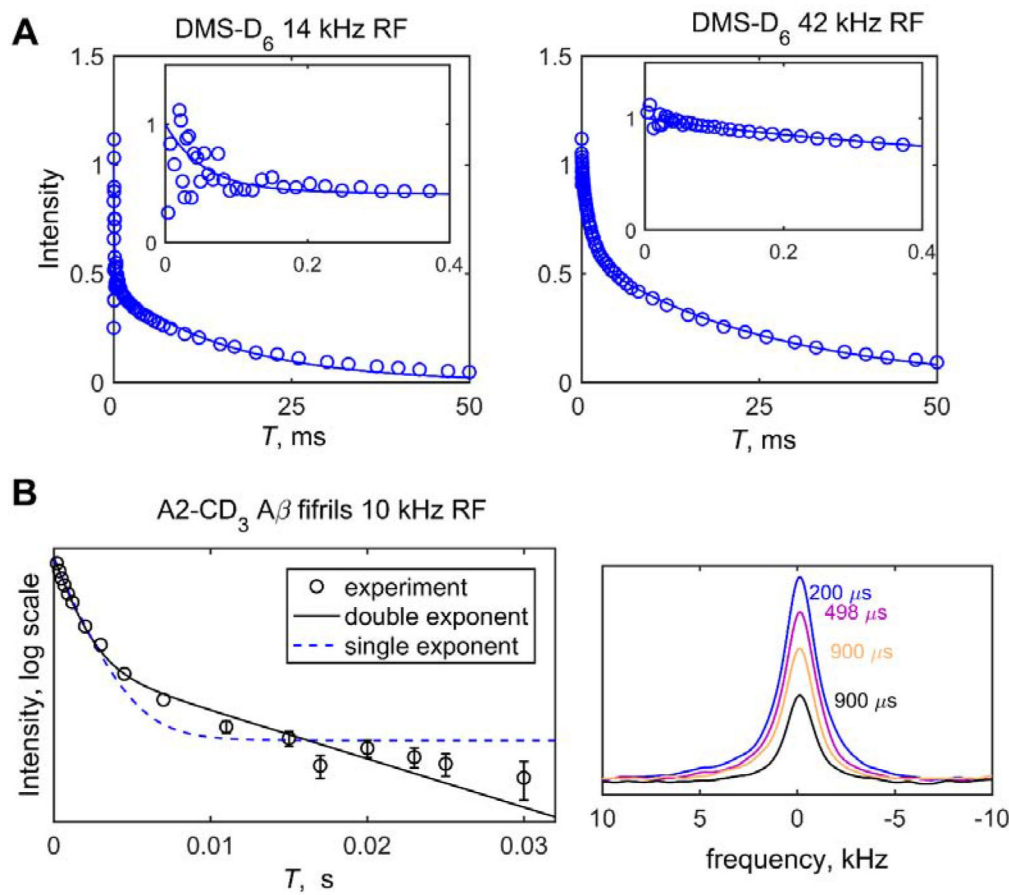 A
DMS-D6 14 kHz RF
DMS-D6 42 kHz RF
1.5
1
0.5
0
Intensity
1
0
0
0.2
0.4
0
25
50
T, ms
1.5
1
0.5
0
1
0
0
0.2
0.4
0
25
50
T, ms
B
A2-CD3 Aβ fifrils 10 kHz RF
Intensity, log scale
experiment
double exponent
single exponent
0
0.01
0.02
0.03
T, s
200 μs
498 μs
900 μs
900 μs
10
5
0
-5
-10
frequency, kHz